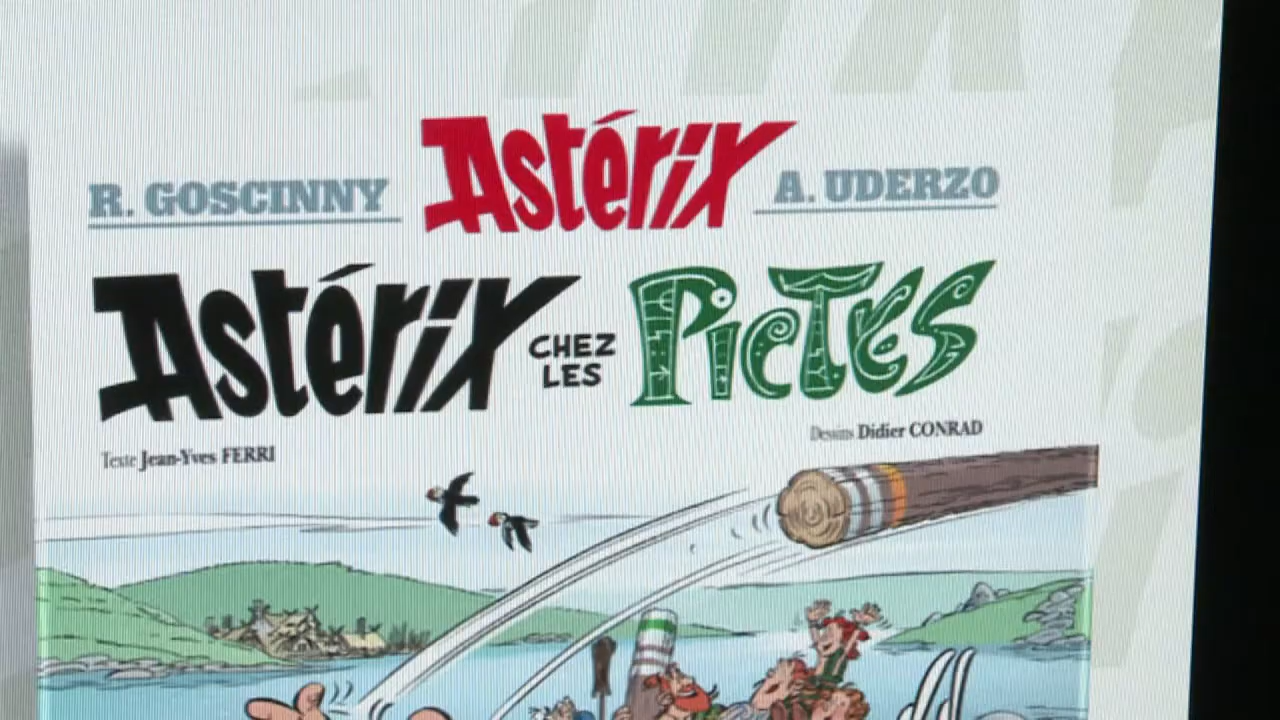 Astérix
R. GOSCINNY
A. UDERZO
Astérix CHEZ LES PICTES
Texte Jean-Yves FERRI
Dessins Didier CONRAD